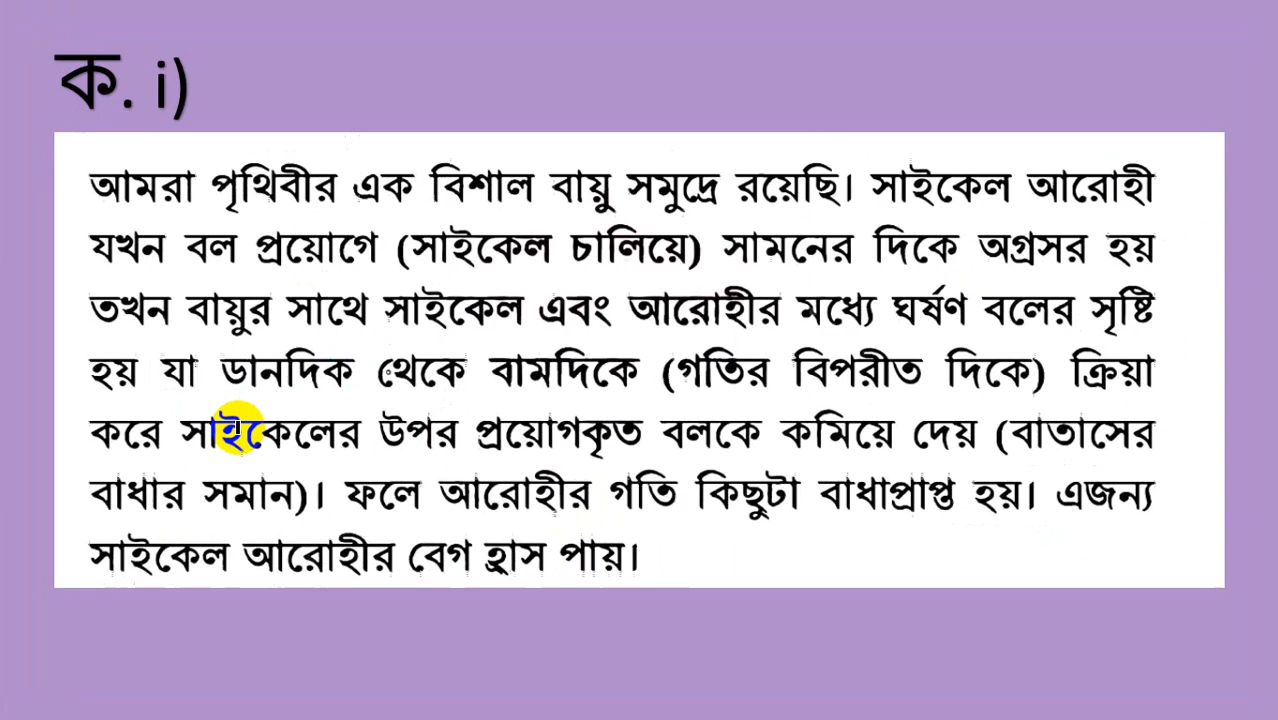 ক. i)
আমরা পৃথিবীর এক বিশাল বায়ু সমুদ্রে রয়েছি। সাইকেল আরোহী
যখন বল প্রয়োগে (সাইকেল চালিয়ে) সামনের দিকে অগ্রসর হয়
তখন বায়ুর সাথে সাইকেল এবং আরোহীর মধ্যে ঘর্ষণ বলের সৃষ্টি
হয় যা ডানদিক থেকে বামদিকে (গতির বিপরীত দিকে) ক্রিয়া
করে সাইকেলের উপর প্রয়োগকৃত বলকে কমিয়ে দেয় (বাতাসের
বাধার সমান)। ফলে আরোহীর গতি কিছুটা বাধাপ্রাপ্ত হয়। এজন্য
সাইকেল আরোহীর বেগ হ্রাস পায়।